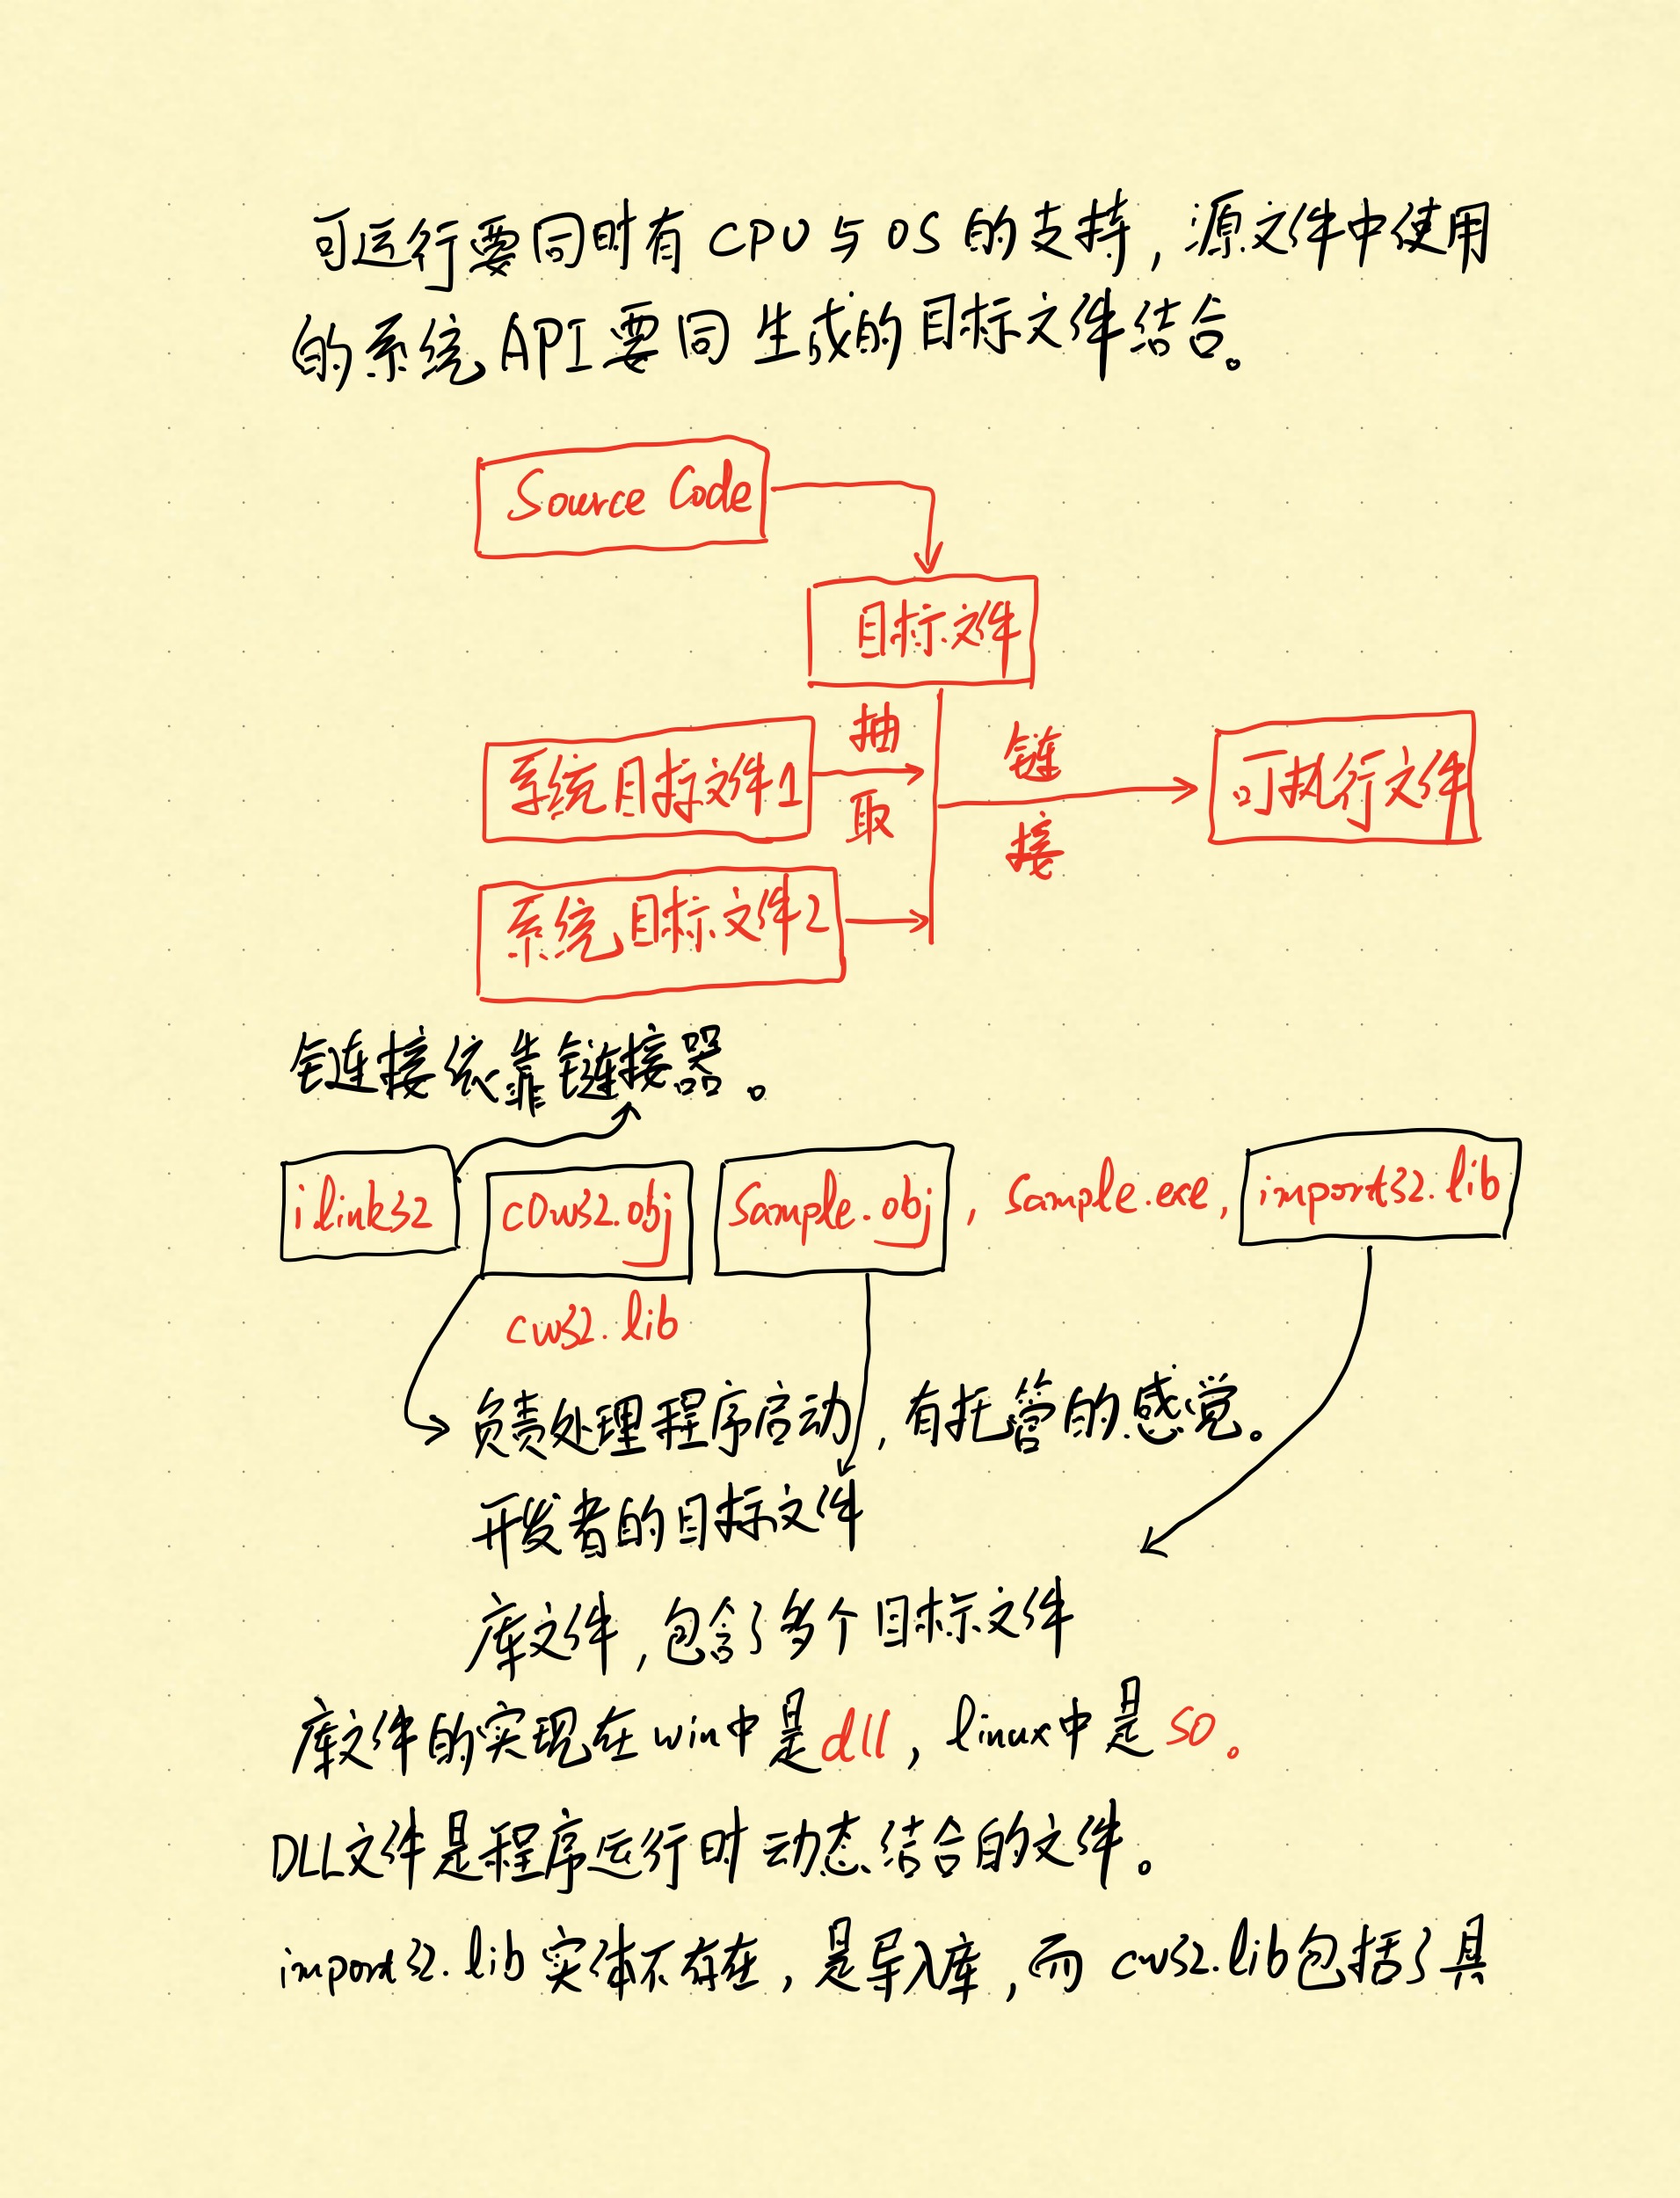 可运行要同时有 CPU 与 OS 的支持, 源文件中使用
的系统 API 要同生成的目标文件结合。
Source Code
目标文件
抽
取
链
接
系统目标文件1
可执行文件
系统目标文件2
链接依靠链接器。
ilink32 c0w32.obj Sample.obj , Sample.exe, import32.lib
cw32.lib
负责处理程序启动, 有托管的感觉。
开发者的目标文件
库文件, 包含了多个目标文件
库文件的实现在 win中是dll, linux中是 so。
DLL文件是程序运行时动态结合的文件。
import32.lib 实体不存在, 是导入库, 而 cw32.lib包括了具